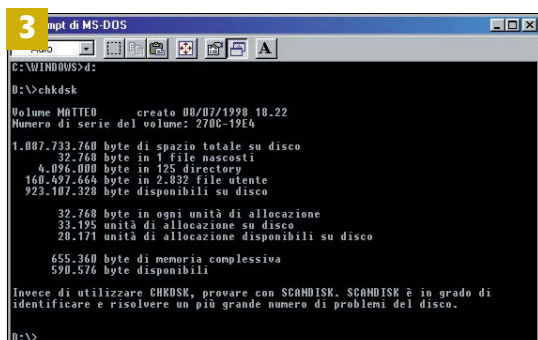 3
mpt di MS-DOS
Auto
A
C:\WINDOWS>d:
D:\>chkdsk
Volume MATTEO creato 08/07/1998 18.22
Numero di serie del volume: 270C-19E4
1.087.733.760 byte di spazio totale su disco
32.768 byte in 1 file nascosti
4.096.000 byte in 125 directory
160.497.664 byte in 2.832 file utente
923.107.328 byte disponibili su disco
32.768 byte in ogni unità di allocazione
33.195 unità di allocazione su disco
28.171 unità di allocazione disponibili su disco
655.360 byte di memoria complessiva
590.576 byte disponibili
Invece di utilizzare CHKDSK, provare con SCANDISK. SCANDISK è in grado di
identificare e risolvere un più grande numero di problemi del disco.
D:\>